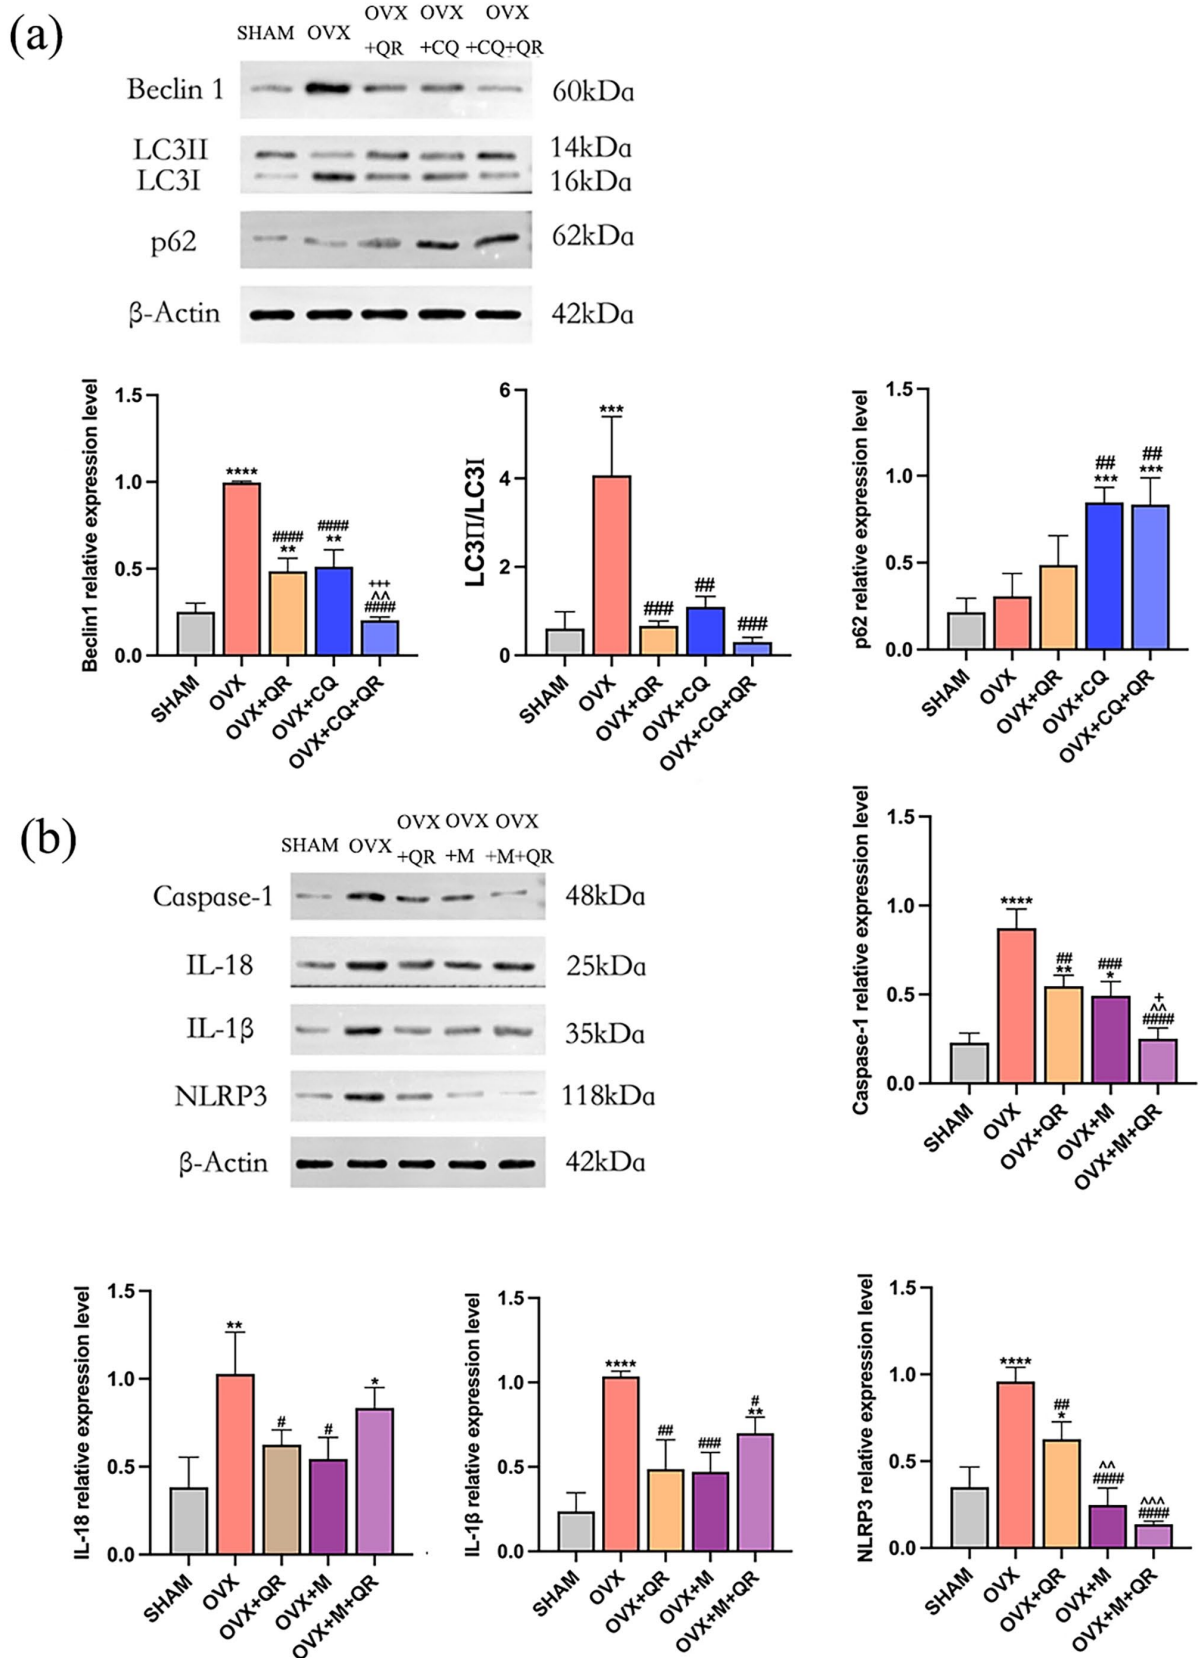 (a)
SHAM OVX OVX +QR OVX +CQ OVX +CQ+QR
Beclin 1 60kDa
LC3II 14kDa
LC3I 16kDa
p62 62kDa
β-Actin 42kDa
Beclin1 relative expression level
1.5
1.0
0.5
0.0
****
####
**
####
**
+++
^^
####
SHAM
OVX
OVX+QR
OVX+CQ
OVX+CQ+QR
LC3Π/LC3I
6
4
2
0
***
###
##
###
SHAM
OVX
OVX+QR
OVX+CQ
OVX+CQ+QR
p62 relative expression level
1.5
1.0
0.5
0.0
##
***
##
***
SHAM
OVX
OVX+QR
OVX+CQ
OVX+CQ+QR
(b)
SHAM OVX OVX +QR OVX +M OVX +M+QR
Caspase-1 48kDa
IL-18 25kDa
IL-1β 35kDa
NLRP3 118kDa
β-Actin 42kDa
Caspase-1 relative expression level
1.5
1.0
0.5
0.0
****
##
**
###
*
+
^^
####
SHAM
OVX
OVX+QR
OVX+M
OVX+M+QR
IL-18 relative expression level
1.5
1.0
0.5
0.0
**
#
#
*
SHAM
OVX
OVX+QR
OVX+M
OVX+M+QR
IL-1β relative expression level
1.5
1.0
0.5
0.0
****
##
###
#
**
SHAM
OVX
OVX+QR
OVX+M
OVX+M+QR
NLRP3 relative expression level
1.5
1.0
0.5
0.0
****
##
*
^^
####
^^^
####
SHAM
OVX
OVX+QR
OVX+M
OVX+M+QR